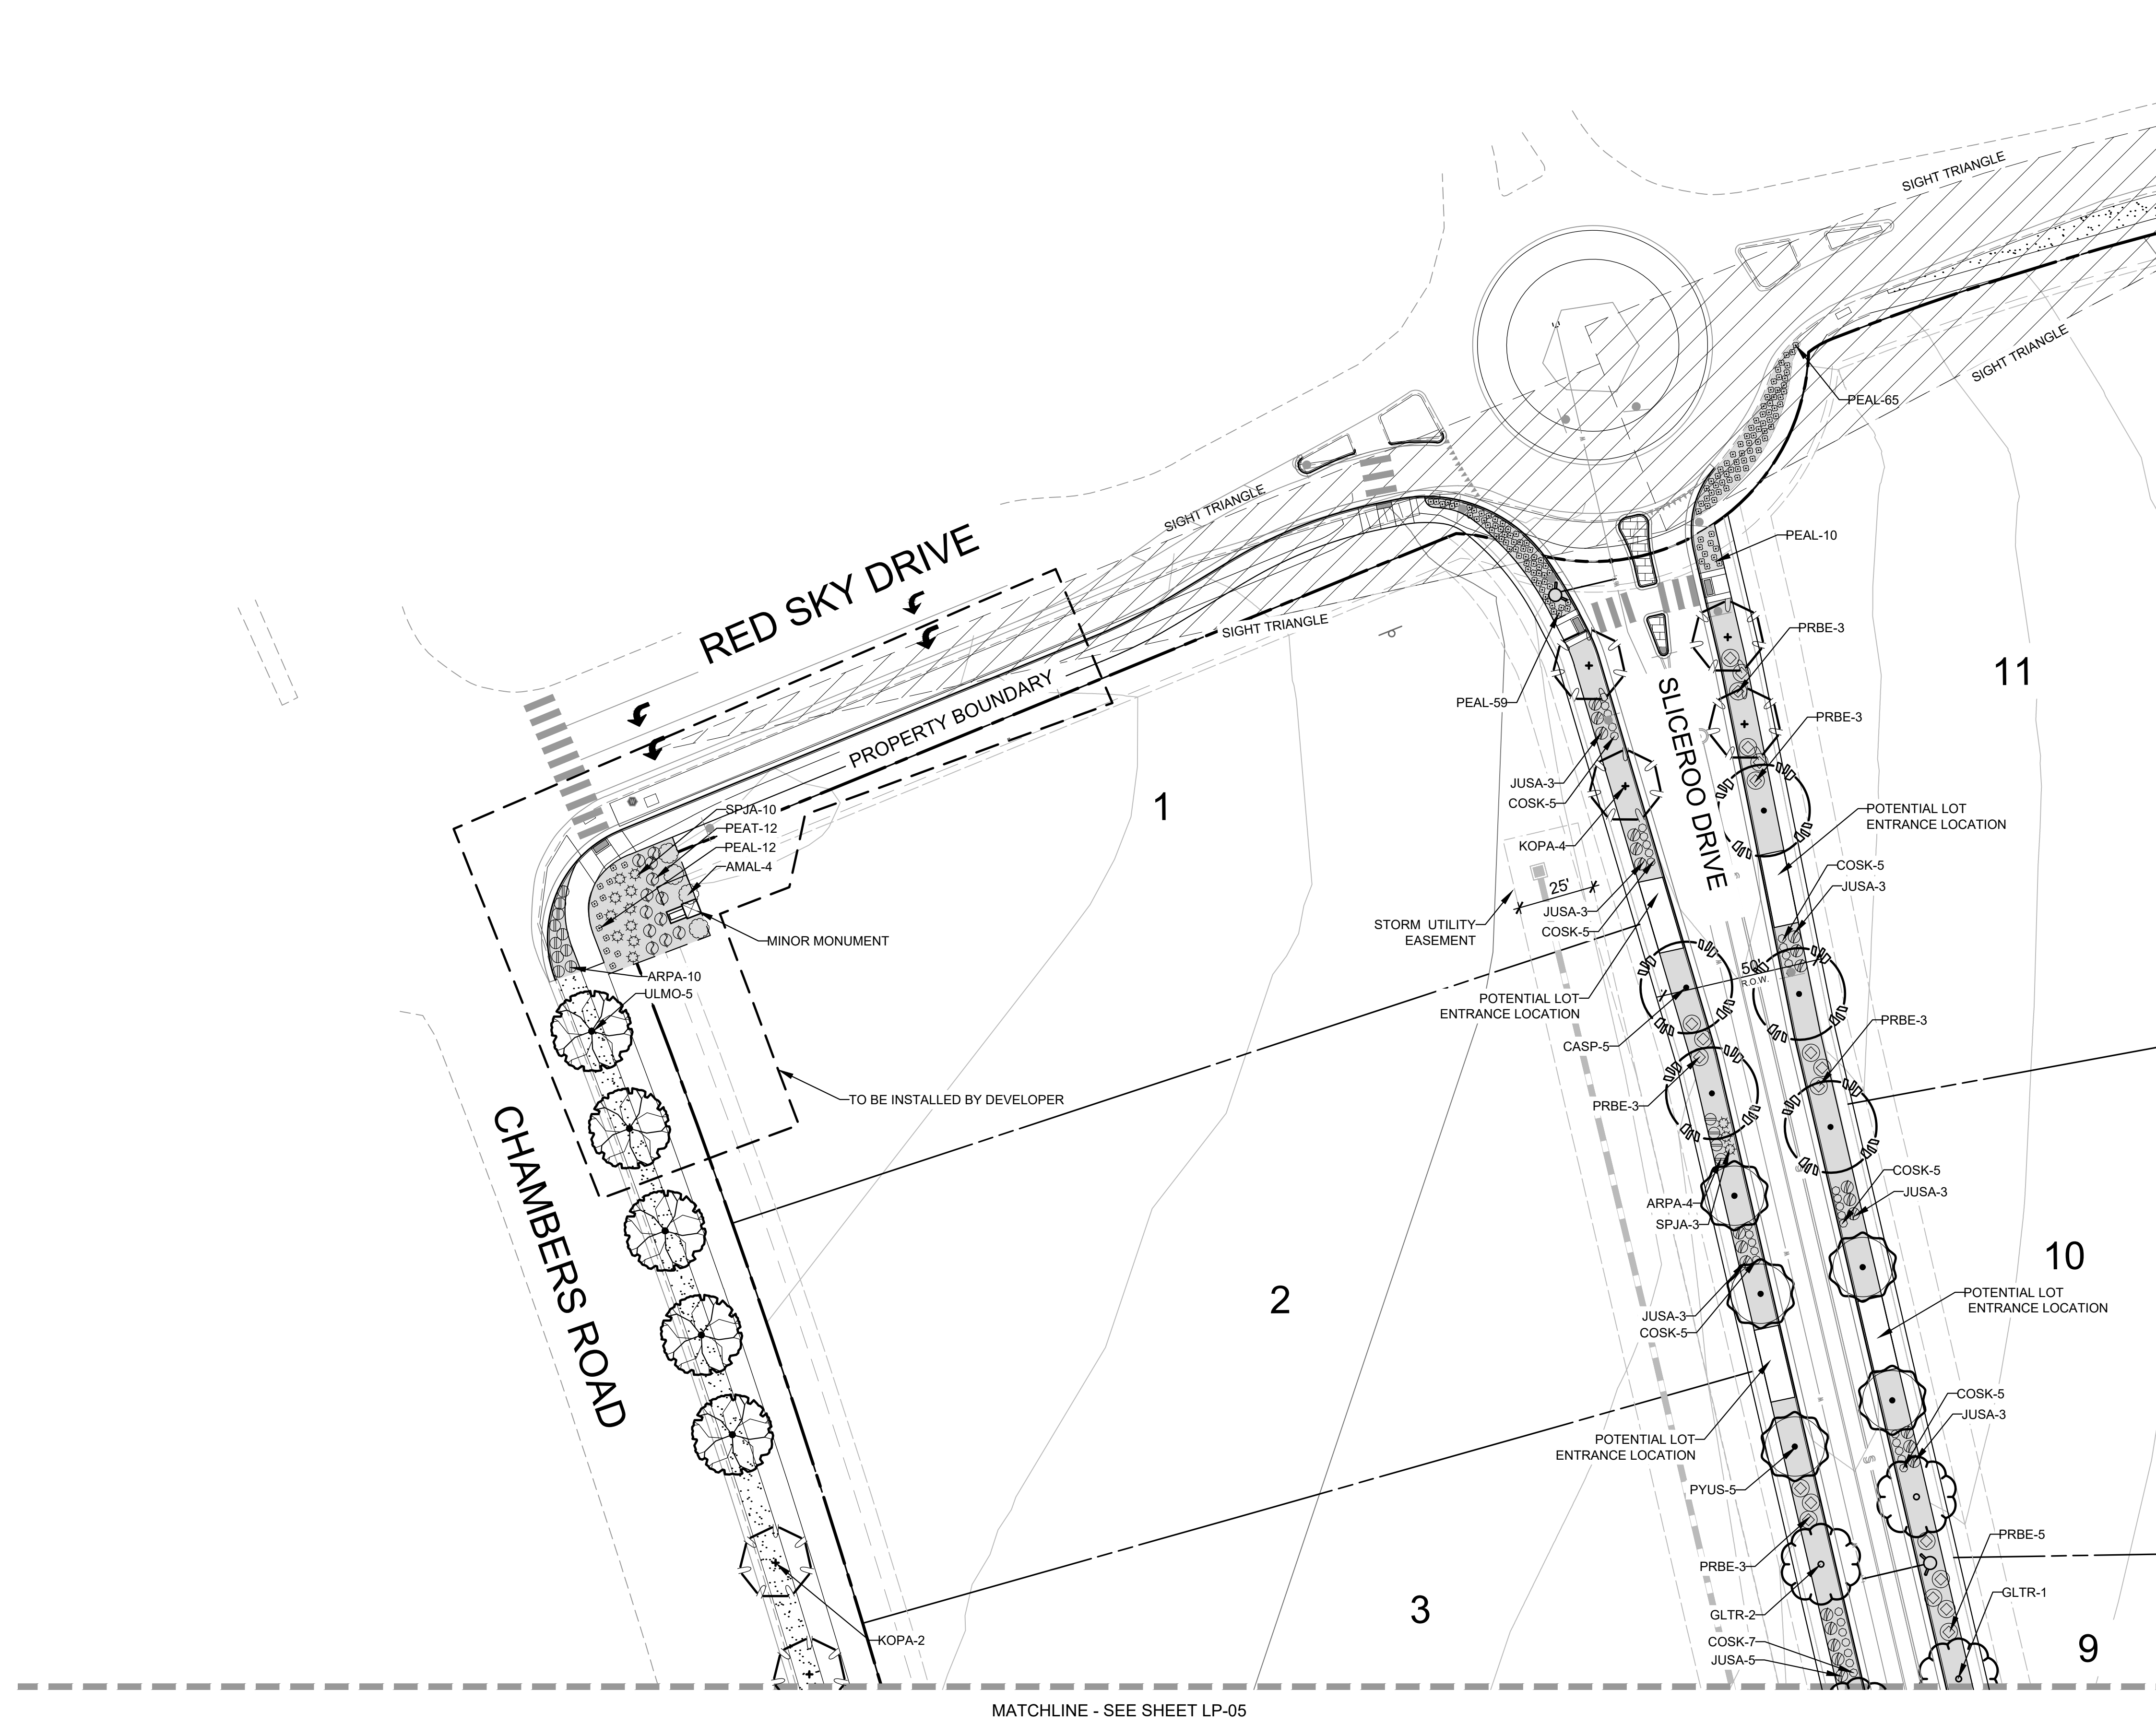 SIGHT TRIANGLE
SIGHT TRIANGLE
PEAL-65
SIGHT TRIANGLE
RED SKY DRIVE
PEAL-10
SIGHT TRIANGLE
PRBE-3
11
PROPERTY BOUNDARY
PEAL-59
SLICEROO DRIVE
PRBE-3
JUSA-3
COSK-5
1
SPJA-10
PEAT-12
PEAL-12
AMAL-4
POTENTIAL LOT
ENTRANCE LOCATION
KOPA-4
COSK-5
JUSA-3
25'
JUSA-3
COSK-5
STORM UTILITY
EASEMENT
MINOR MONUMENT
50'
R.O.W.
ARPA-10
ULMO-5
POTENTIAL LOT
ENTRANCE LOCATION
PRBE-3
CASP-5
TO BE INSTALLED BY DEVELOPER
PRBE-3
CHAMBERS ROAD
COSK-5
JUSA-3
ARPA-4
SPJA-3
10
2
POTENTIAL LOT
ENTRANCE LOCATION
JUSA-3
COSK-5
COSK-5
JUSA-3
POTENTIAL LOT
ENTRANCE LOCATION
PYUS-5
PRBE-5
PRBE-3
GLTR-1
3
GLTR-2
KOPA-2
COSK-7
JUSA-5
9
MATCHLINE - SEE SHEET LP-05